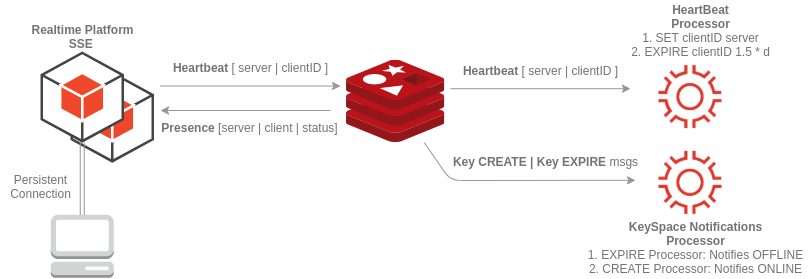 Realtime Platform
SSE
Heartbeat [ server | clientID ]
Presence [server | client | status]
Persistent
Connection
Heartbeat [ server | clientID ]
Key CREATE | Key EXPIRE msgs
HeartBeat
Processor
1. SET clientID server
2. EXPIRE clientID 1.5 * d
KeySpace Notifications
Processor
1. EXPIRE Processor: Notifies OFFLINE
2. CREATE Processor: Notifies ONLINE